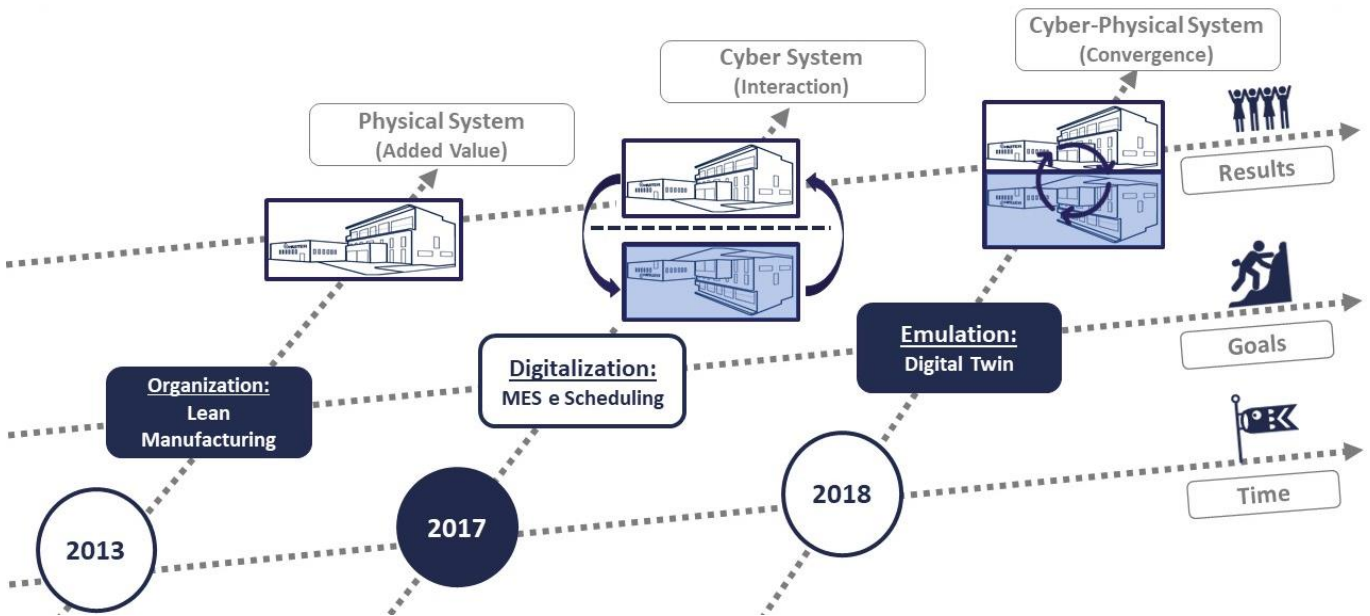 Cyber-Physical System
(Convergence)
Cyber System
(Interaction)
Physical System
(Added Value)
Results
Emulation:
Digital Twin
Goals
Digitalization:
MES e Scheduling
Organization:
Lean
Manufacturing
Time
2018
2017
2013